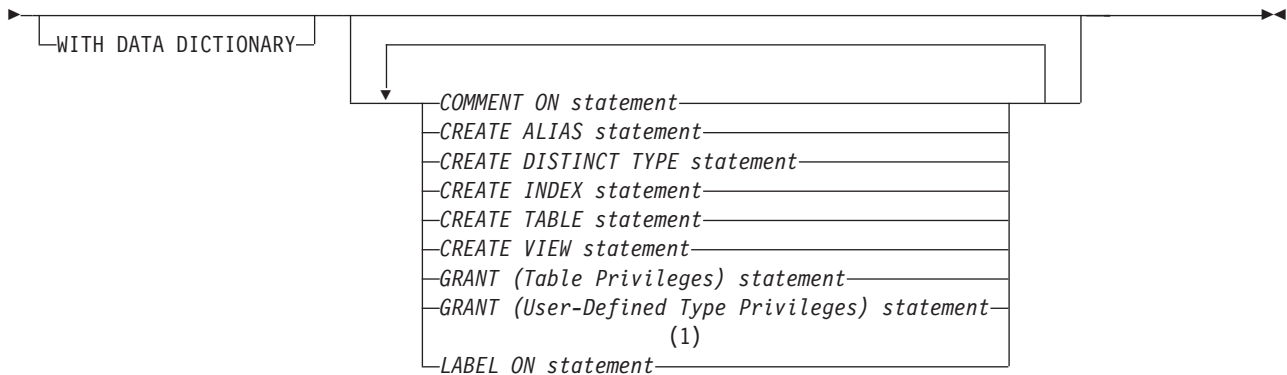 WITH DATA DICTIONARY
COMMENT ON statement
CREATE ALIAS statement
CREATE DISTINCT TYPE statement
CREATE INDEX statement
CREATE TABLE statement
CREATE VIEW statement
GRANT (Table Privileges) statement
GRANT (User-Defined Type Privileges) statement
(1)
LABEL ON statement